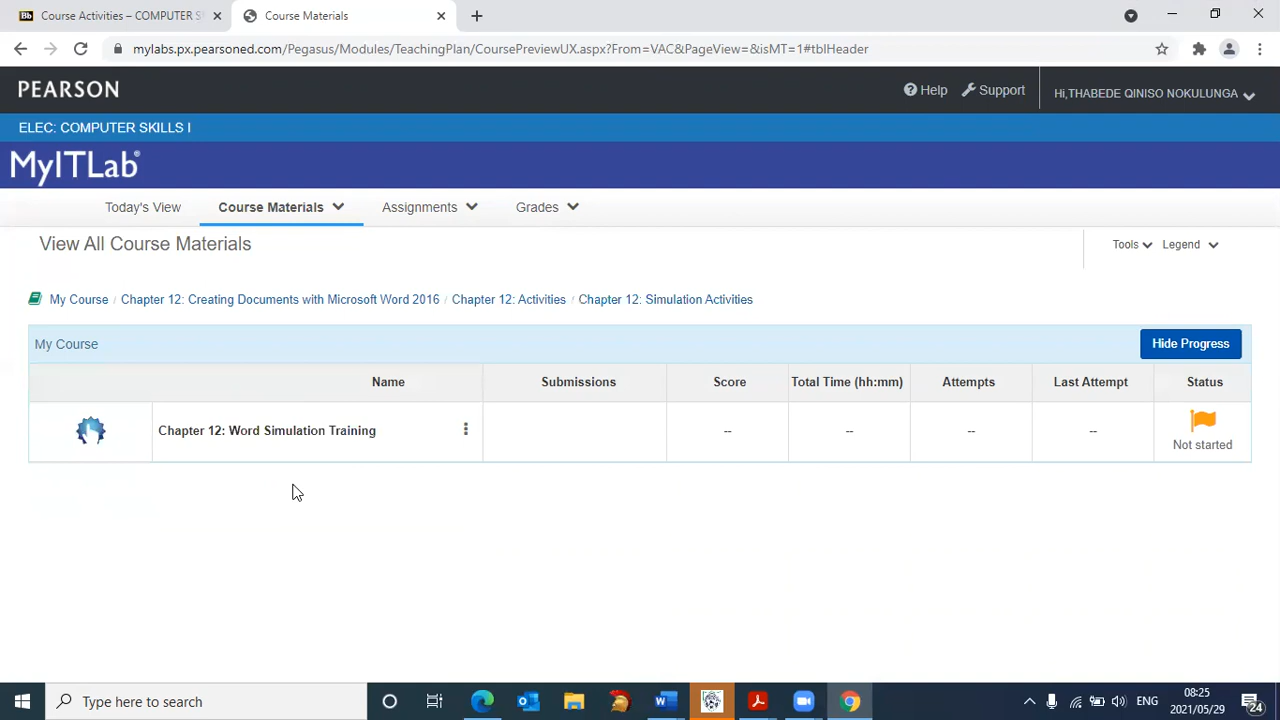 Bb Course Activities – COMPUTER S
Course Materials
mylabs.px.pearsoned.com/Pegasus/Modules/TeachingPlan/CoursePreviewUX.aspx?From=VAC&PageView=&isMT=1#tblHeader
PEARSON
Help
Support
Hi,THABEDE QINISO NOKULUNGA
ELEC: COMPUTER SKILLS I
MyITLab®
Today's View
Course Materials
Assignments
Grades
View All Course Materials
Tools
Legend
My Course / Chapter 12: Creating Documents with Microsoft Word 2016 / Chapter 12: Activities / Chapter 12: Simulation Activities
My Course
Hide Progress
Name Submissions Score Total Time (hh:mm) Attempts Last Attempt Status
Chapter 12: Word Simulation Training -- -- -- --
Not started
Type here to search
ENG
08:25
2021/05/29
24